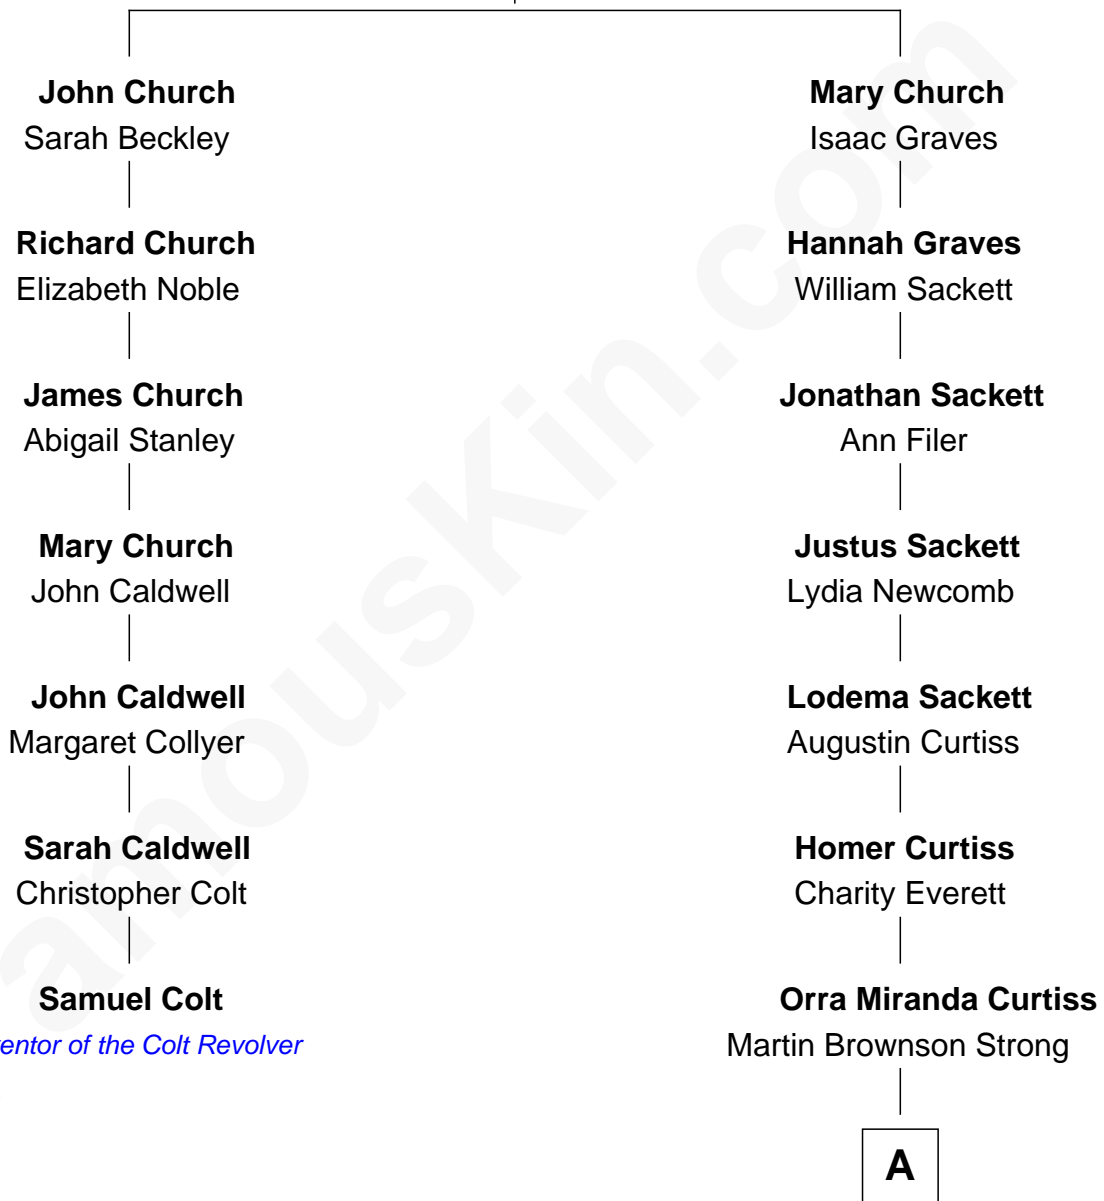 John Church
Sarah Beckley
Richard Church
Elizabeth Noble
James Church
Abigail Stanley
Mary Church
John Caldwell
John Caldwell
Margaret Collyer
Sarah Caldwell
Christopher Colt
Samuel Colt
entor of the Colt Revolver
Mary Church
Isaac Graves
Hannah Graves
William Sackett
Jonathan Sackett
Ann Filer
Justus Sackett
Lydia Newcomb
Lodema Sackett
Augustin Curtiss
Homer Curtiss
Charity Everett
Orra Miranda Curtiss
Martin Brownson Strong
A
amousKin.com